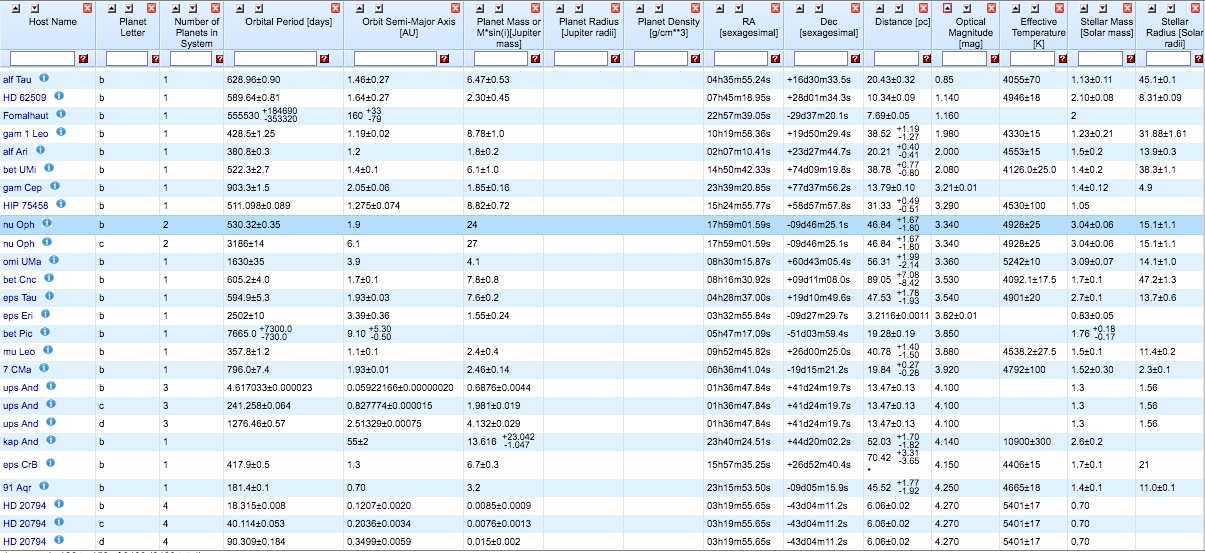 Host Name Planet Letter Number of Planets in System Orbital Period [days] Orbit Semi-Major Axis [AU] Planet Mass or M*sin(i)[Jupiter mass] Planet Radius [Jupiter radii] Planet Density [g/cm**3] RA [sexagesimal] Dec [sexagesimal] Distance [pc] Optical Magnitude [mag] Effective Temperature [K] Stellar Mass [Solar mass] Stellar Radius [Solar radii]
alf Tau b 1 628.96±0.90 1.46±0.27 6.47±0.53 04h35m55.24s +16d30m33.5s 20.43±0.32 0.85 4055±70 1.13±0.11 45.1±0.1
HD 62509 b 1 589.64±0.81 1.64±0.27 2.30±0.45 07h45m18.95s +28d01m34.3s 10.34±0.09 1.140 4946±18 2.10±0.08 8.31±0.09
Fomalhaut b 1 555530 +184690 -353320 160 +33 -79 22h57m39.05s -29d37m20.1s 7.69±0.05 1.160 2
gam 1 Leo b 1 428.5±1.25 1.19±0.02 8.78±1.0 10h19m58.36s +19d50m29.4s 38.52 +1.19 -1.27 1.980 4330±15 1.23±0.21 31.88±1.61
alf Ari b 1 380.8±0.3 1.2 1.8±0.2 02h07m10.41s +23d27m44.7s 20.21 +0.40 -0.41 2.000 4553±15 1.5±0.2 13.9±0.3
bet UMi b 1 522.3±2.7 1.4±0.1 6.1±1.0 14h50m42.33s +74d09m19.8s 38.78 +0.77 -0.80 2.080 4126.0±25.0 1.4±0.2 38.3±1.1
gam Cep b 1 903.3±1.5 2.05±0.06 1.85±0.16 23h39m20.85s +77d37m56.2s 13.79±0.10 3.21±0.01 1.4±0.12 4.9
HIP 75458 b 1 511.098±0.089 1.275±0.074 8.82±0.72 15h24m55.77s +58d57m57.8s 31.33 +0.49 -0.51 3.290 4530±100 1.05
nu Oph b 2 530.32±0.35 1.9 24 17h59m01.59s -09d46m25.1s 46.84 +1.67 -1.80 3.340 4928±25 3.04±0.06 15.1±1.1
nu Oph c 2 3186±14 6.1 27 17h59m01.59s -09d46m25.1s 46.84 +1.67 -1.80 3.340 4928±25 3.04±0.06 15.1±1.1
omi UMa b 1 1630±35 3.9 4.1 08h30m15.87s +60d43m05.4s 56.31 +1.99 -2.14 3.360 5242±10 3.09±0.07 14.1±1.0
bet Cnc b 1 605.2±4.0 1.7±0.1 7.8±0.8 08h16m30.92s +09d11m08.0s 89.05 +7.08 -8.42 3.530 4092.1±17.5 1.7±0.1 47.2±1.3
eps Tau b 1 594.9±5.3 1.93±0.03 7.6±0.2 04h28m37.00s +19d10m49.6s 47.53 +1.78 -1.93 3.540 4901±20 2.7±0.1 13.7±0.6
eps Eri b 1 2502±10 3.39±0.36 1.55±0.24 03h32m55.84s -09d27m29.7s 3.2116±0.0011 3.82±0.01 0.83±0.05
bet Pic b 1 7665.0 +7300.0 -730.0 9.10 +5.30 -0.50 05h47m17.09s -51d03m59.4s 19.28±0.19 3.850 1.76 +0.18 -0.17
mu Leo b 1 357.8±1.2 1.1±0.1 2.4±0.4 09h52m45.82s +26d00m25.0s 40.78 +1.40 -1.50 3.880 4538.2±27.5 1.5±0.1 11.4±0.2
7 CMa b 1 796.0±7.4 1.93±0.01 2.46±0.14 06h36m41.04s -19d15m21.2s 19.84 +0.27 -0.28 3.920 4792±100 1.52±0.30 2.3±0.1
ups And b 3 4.617033±0.000023 0.05922166±0.00000020 0.6876±0.0044 01h36m47.84s +41d24m19.7s 13.47±0.13 4.100 1.3 1.56
ups And c 3 241.258±0.064 0.827774±0.000015 1.981±0.019 01h36m47.84s +41d24m19.7s 13.47±0.13 4.100 1.3 1.56
ups And d 3 1276.46±0.57 2.51329±0.00075 4.132±0.029 01h36m47.84s +41d24m19.7s 13.47±0.13 4.100 1.3 1.56
kap And b 1 55±2 13.616 +23.042 -1.047 23h40m24.51s +44d20m02.2s 52.03 +1.70 -1.82 4.140 10900±300 2.6±0.2
eps CrB b 1 417.9±0.5 1.3 6.7±0.3 15h57m35.25s +26d52m40.4s 70.42 +3.31 -3.65 * 4.150 4406±15 1.7±0.1 21
91 Aqr b 1 181.4±0.1 0.70 3.2 23h15m53.50s -09d05m15.9s 45.52 +1.77 -1.92 4.250 4665±18 1.4±0.1 11.0±0.1
HD 20794 b 4 18.315±0.008 0.1207±0.0020 0.0085±0.0009 03h19m55.65s -43d04m11.2s 6.06±0.02 4.270 5401±17 0.70
HD 20794 c 4 40.114±0.053 0.2036±0.0034 0.0076±0.0013 03h19m55.65s -43d04m11.2s 6.06±0.02 4.270 5401±17 0.70
HD 20794 d 4 90.309±0.184 0.3499±0.0059 0.015±0.002 03h19m55.65s -43d04m11.2s 6.06±0.02 4.270 5401±17 0.70